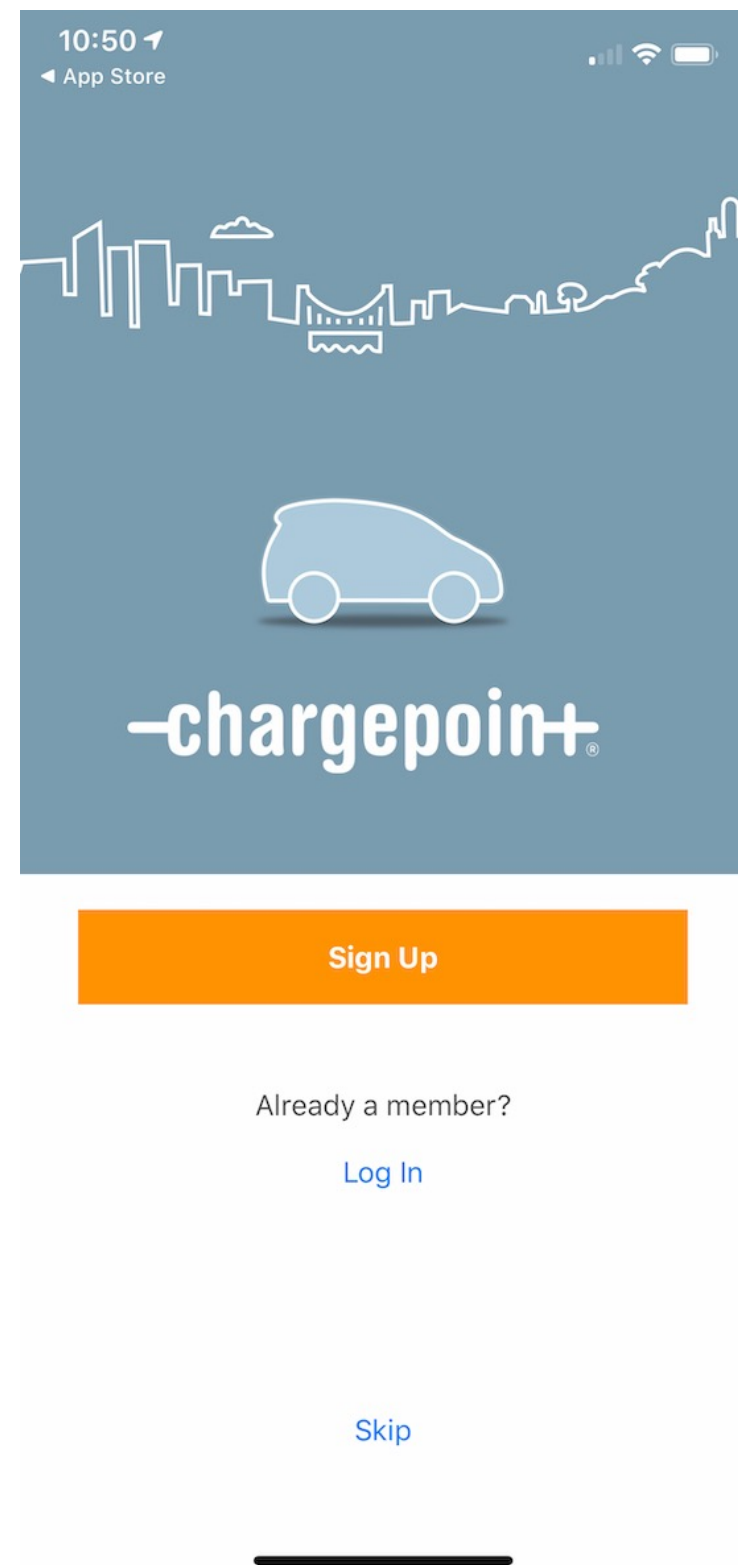 10:50
◀ App Store
chargepoint®
Sign Up
Already a member?
Log In
Skip